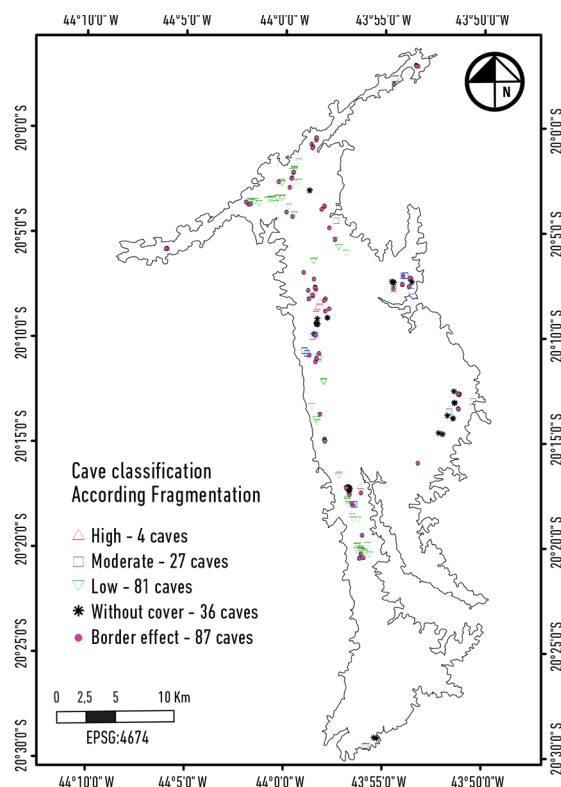 44°10'0"W 44°0'0"W 43°55'0"W 43°50'0"W
N
20°0'0"S 20°0'0"S
20°5'0"S 20°5'0"S
20°10'0"S 20°10'0"S
20°15'0"S 20°15'0"S
Cave classification
According Fragmentation
High - 4 caves
Moderate - 27 caves
Low - 81 caves
Without cover - 36 caves
Border effect - 87 caves
20°20'0"S 20°20'0"S
20°25'0"S 20°25'0"S
0 2,5 5 10 Km
EPSG:4674
20°30'0"S 20°30'0"S
44°10'0"W 44°5'0"W 44°0'0"W 43°55'0"W 43°50'0"W